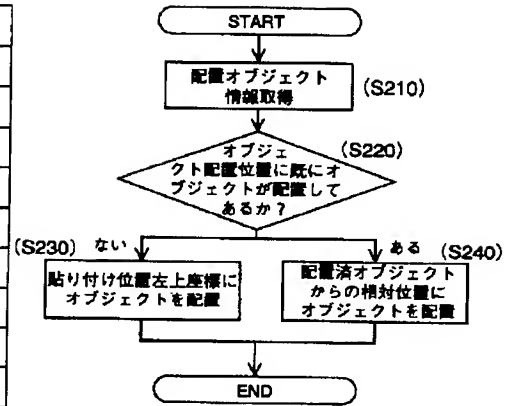 START
配置オブジェクト
情報取得
(S210)
オブジェ
クト配置位置に既にオ
ブジェクトが配置して
あるか？
(S220)
(S230)
ない
ある
(S240)
貼り付け位置左上座標に
オブジェクトを配置
配置済オブジェクト
からの相対位置に
オブジェクトを配置
END